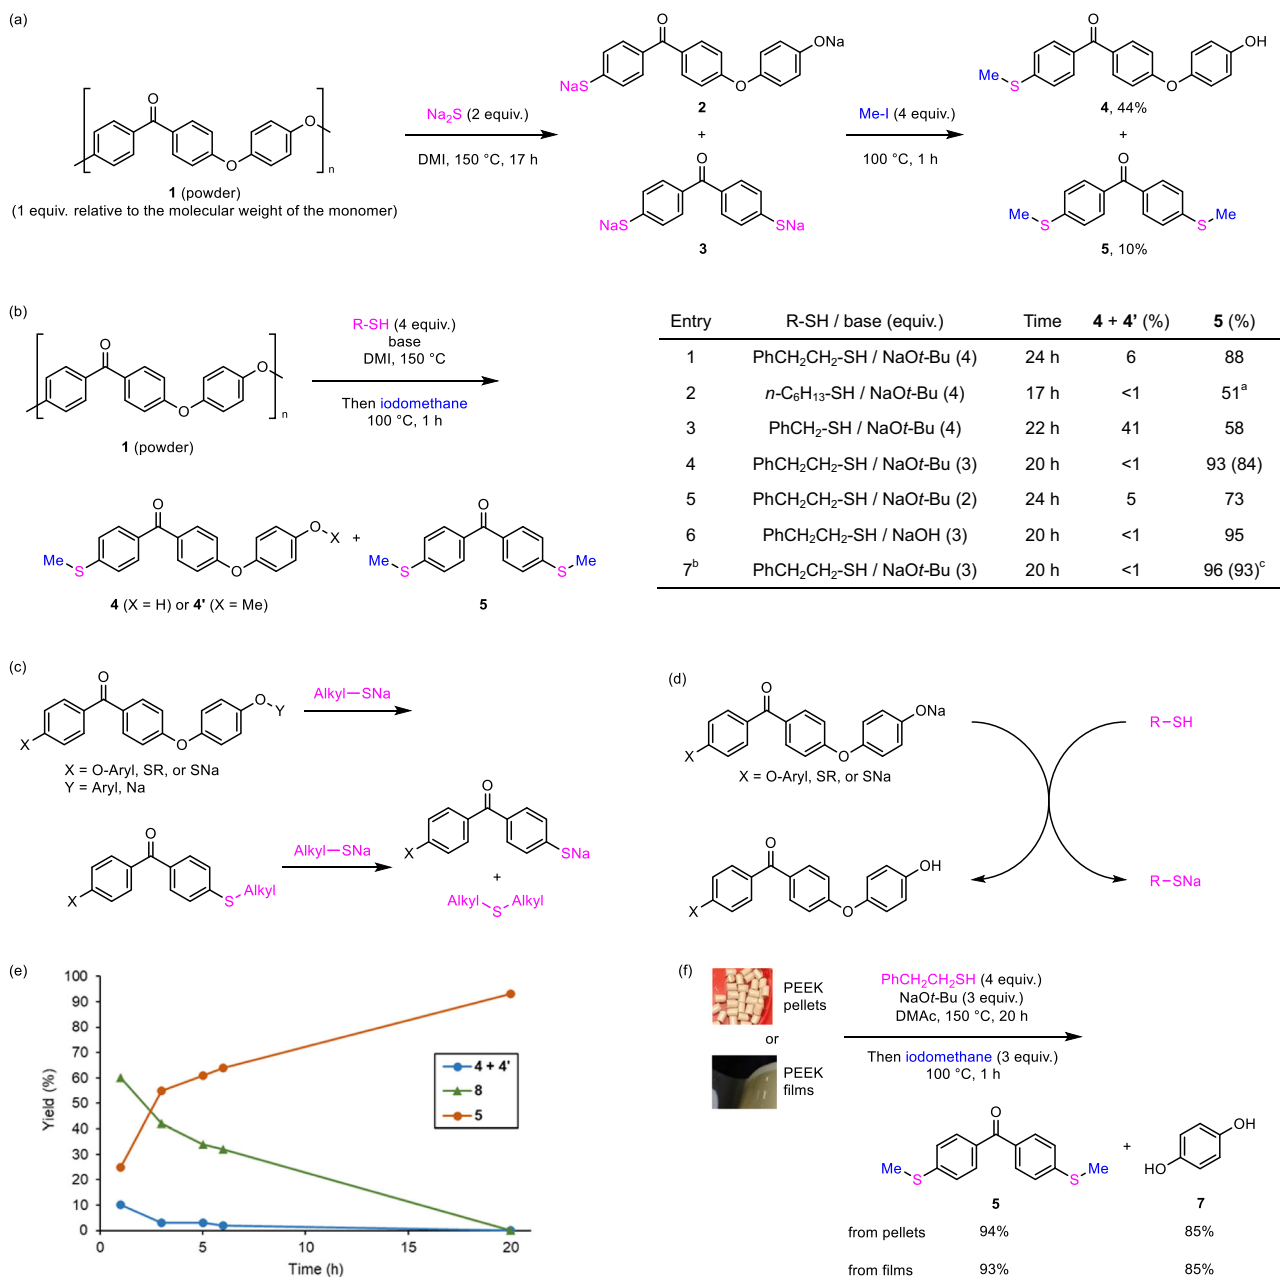 (a)
O
O
O
n
1 (powder)
(1 equiv. relative to the molecular weight of the monomer)
Na2S (2 equiv.)
DMI, 150 °C, 17 h
O
ONa
NaS
O
2
+
O
NaS
SNa
3
Me-I (4 equiv.)
100 °C, 1 h
O
OH
Me
S
O
4, 44%
+
O
Me
S
Me
S
5, 10%
(b)
O
O
O
n
1 (powder)
R-SH (4 equiv.)
base
DMI, 150 °C
Then iodomethane
100 °C, 1 h
O
O
X
Me
S
O
4 (X = H) or 4' (X = Me)
+
O
Me
S
Me
S
5
Entry R-SH / base (equiv.) Time 4 + 4' (%) 5 (%)
1 PhCH2CH2-SH / NaOt-Bu (4) 24 h 6 88
2 n-C6H13-SH / NaOt-Bu (4) 17 h <1 51a
3 PhCH2-SH / NaOt-Bu (4) 22 h 41 58
4 PhCH2CH2-SH / NaOt-Bu (3) 20 h <1 93 (84)
5 PhCH2CH2-SH / NaOt-Bu (2) 24 h 5 73
6 PhCH2CH2-SH / NaOH (3) 20 h <1 95
7b PhCH2CH2-SH / NaOt-Bu (3) 20 h <1 96 (93)c
(c)
O
O
Y
X
O
X = O-Aryl, SR, or SNa
Y = Aryl, Na
Alkyl—SNa
O
X
S
Alkyl
Alkyl—SNa
O
X
SNa
+
Alkyl
S
Alkyl
(d)
O
ONa
X
O
X = O-Aryl, SR, or SNa
R-SH
O
OH
X
O
R-SNa
(e)
100
90
80
70
60
50
40
30
20
10
0
Yield (%)
0 5 10 15 20
Time (h)
4 + 4'
8
5
(f)
PEEK
pellets
or
PEEK
films
PhCH2CH2SH (4 equiv.)
NaOt-Bu (3 equiv.)
DMAc, 150 °C, 20 h
Then iodomethane (3 equiv.)
100 °C, 1 h
O
Me
S
Me
S
5
+
OH
HO
7
from pellets 94% 85%
from films 93% 85%